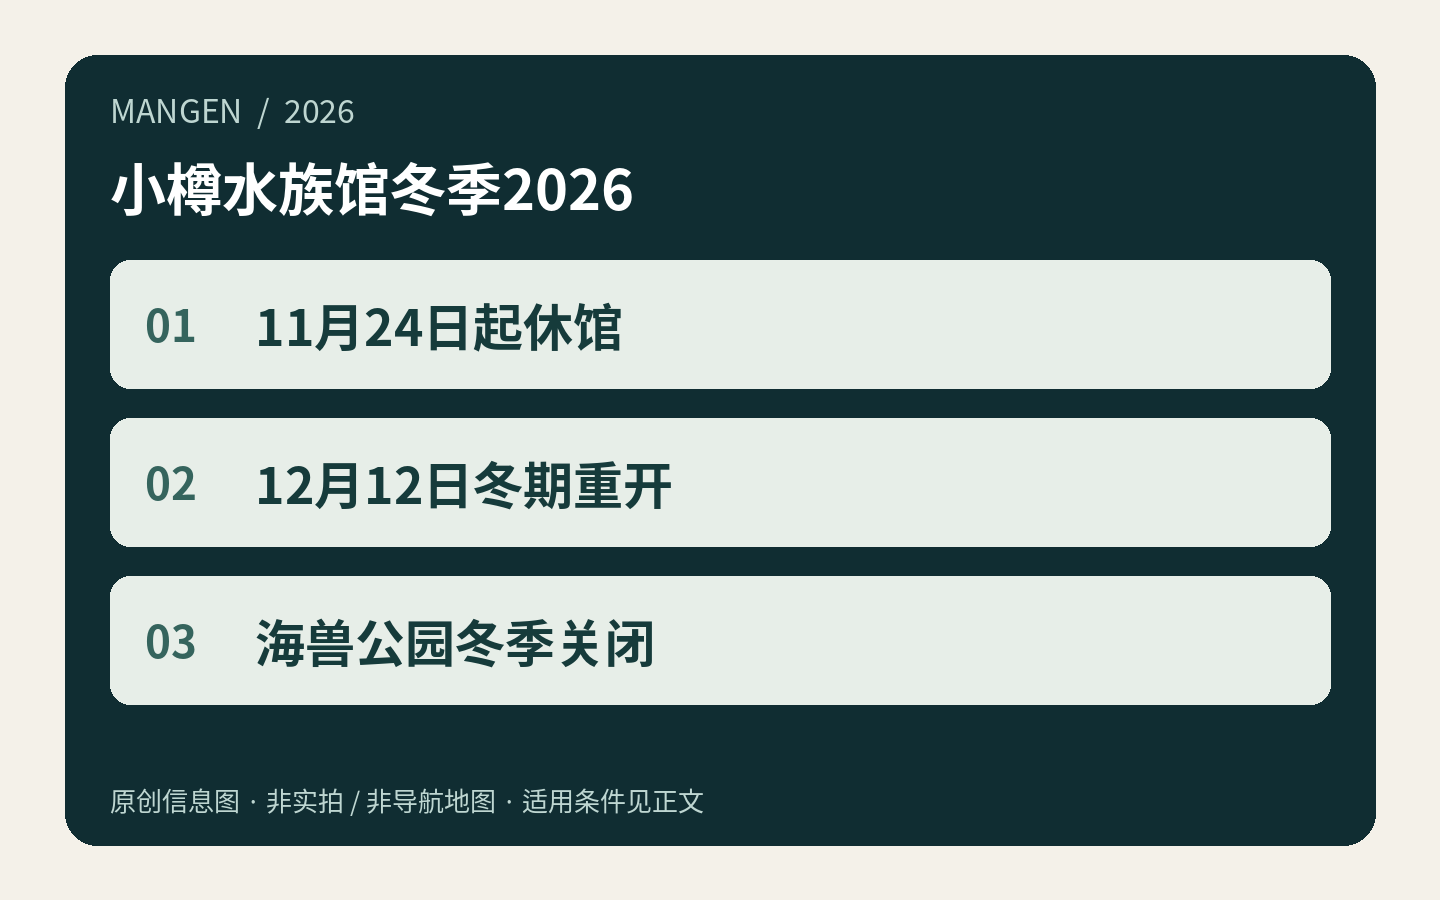 MANGEN / 2026
小樽水族馆冬季2026
01 11月24日起休馆
02 12月12日冬期重开
03 海兽公园冬季关闭
原创信息图 · 非实拍 / 非导航地图 · 适用条件见正文